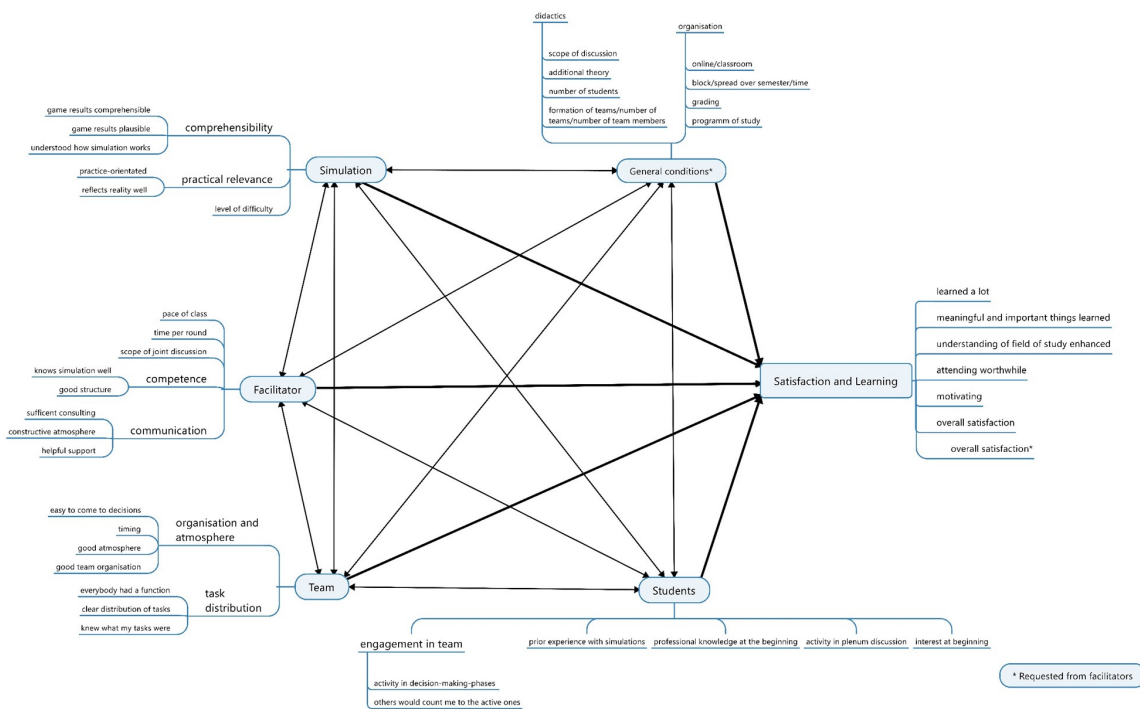 didactics
scope of discussion
additional theory
number of students
formation of teams/number of
teams/number of team members
organisation
online/classroom
block/spread over semester/time
grading
programm of study
General conditions*
game results comprehensible
game results plausible
understood how simulation works
comprehensibility
practice-orientated
reflects reality well
practical relevance
level of difficulty
Simulation
pace of class
time per round
scope of joint discussion
knows simulation well
good structure
competence
sufficent consulting
constructive atmosphere
helpful support
communication
Facilitator
Satisfaction and Learning
learned a lot
meaningful and important things learned
understanding of field of study enhanced
attending worthwhile
motivating
overall satisfaction
overall satisfaction*
easy to come to decisions
timing
good atmosphere
good team organisation
organisation and
atmosphere
everybody had a function
clear distribution of tasks
knew what my tasks were
task
distribution
Team
Students
engagement in team
activity in decision-making-phases
others would count me to the active ones
prior experience with simulations
professional knowledge at the beginning
activity in plenum discussion
interest at beginning
* Requested from facilitators